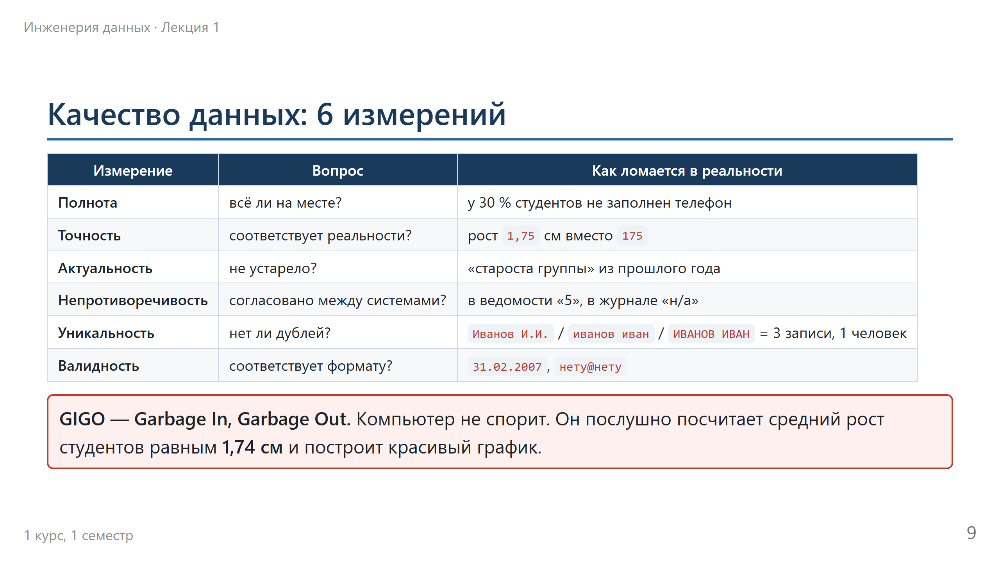 Инженерия данных · Лекция 1
Качество данных: 6 измерений
Измерение Вопрос Как ломается в реальности
Полнота всё ли на месте? у 30 % студентов не заполнен телефон
Точность соответствует реальности? рост 1,75 см вместо 175
Актуальность не устарело? «староста группы» из прошлого года
Непротиворечивость согласовано между системами? в ведомости «5», в журнале «н/а»
Уникальность нет ли дублей? Иванов И.И. / иванов иван / ИВАНОВ ИВАН = 3 записи, 1 человек
Валидность соответствует формату? 31.02.2007, нету@нету
GIGO — Garbage In, Garbage Out. Компьютер не спорит. Он послушно посчитает средний рост
студентов равным 1,74 см и построит красивый график.
1 курс, 1 семестр
9